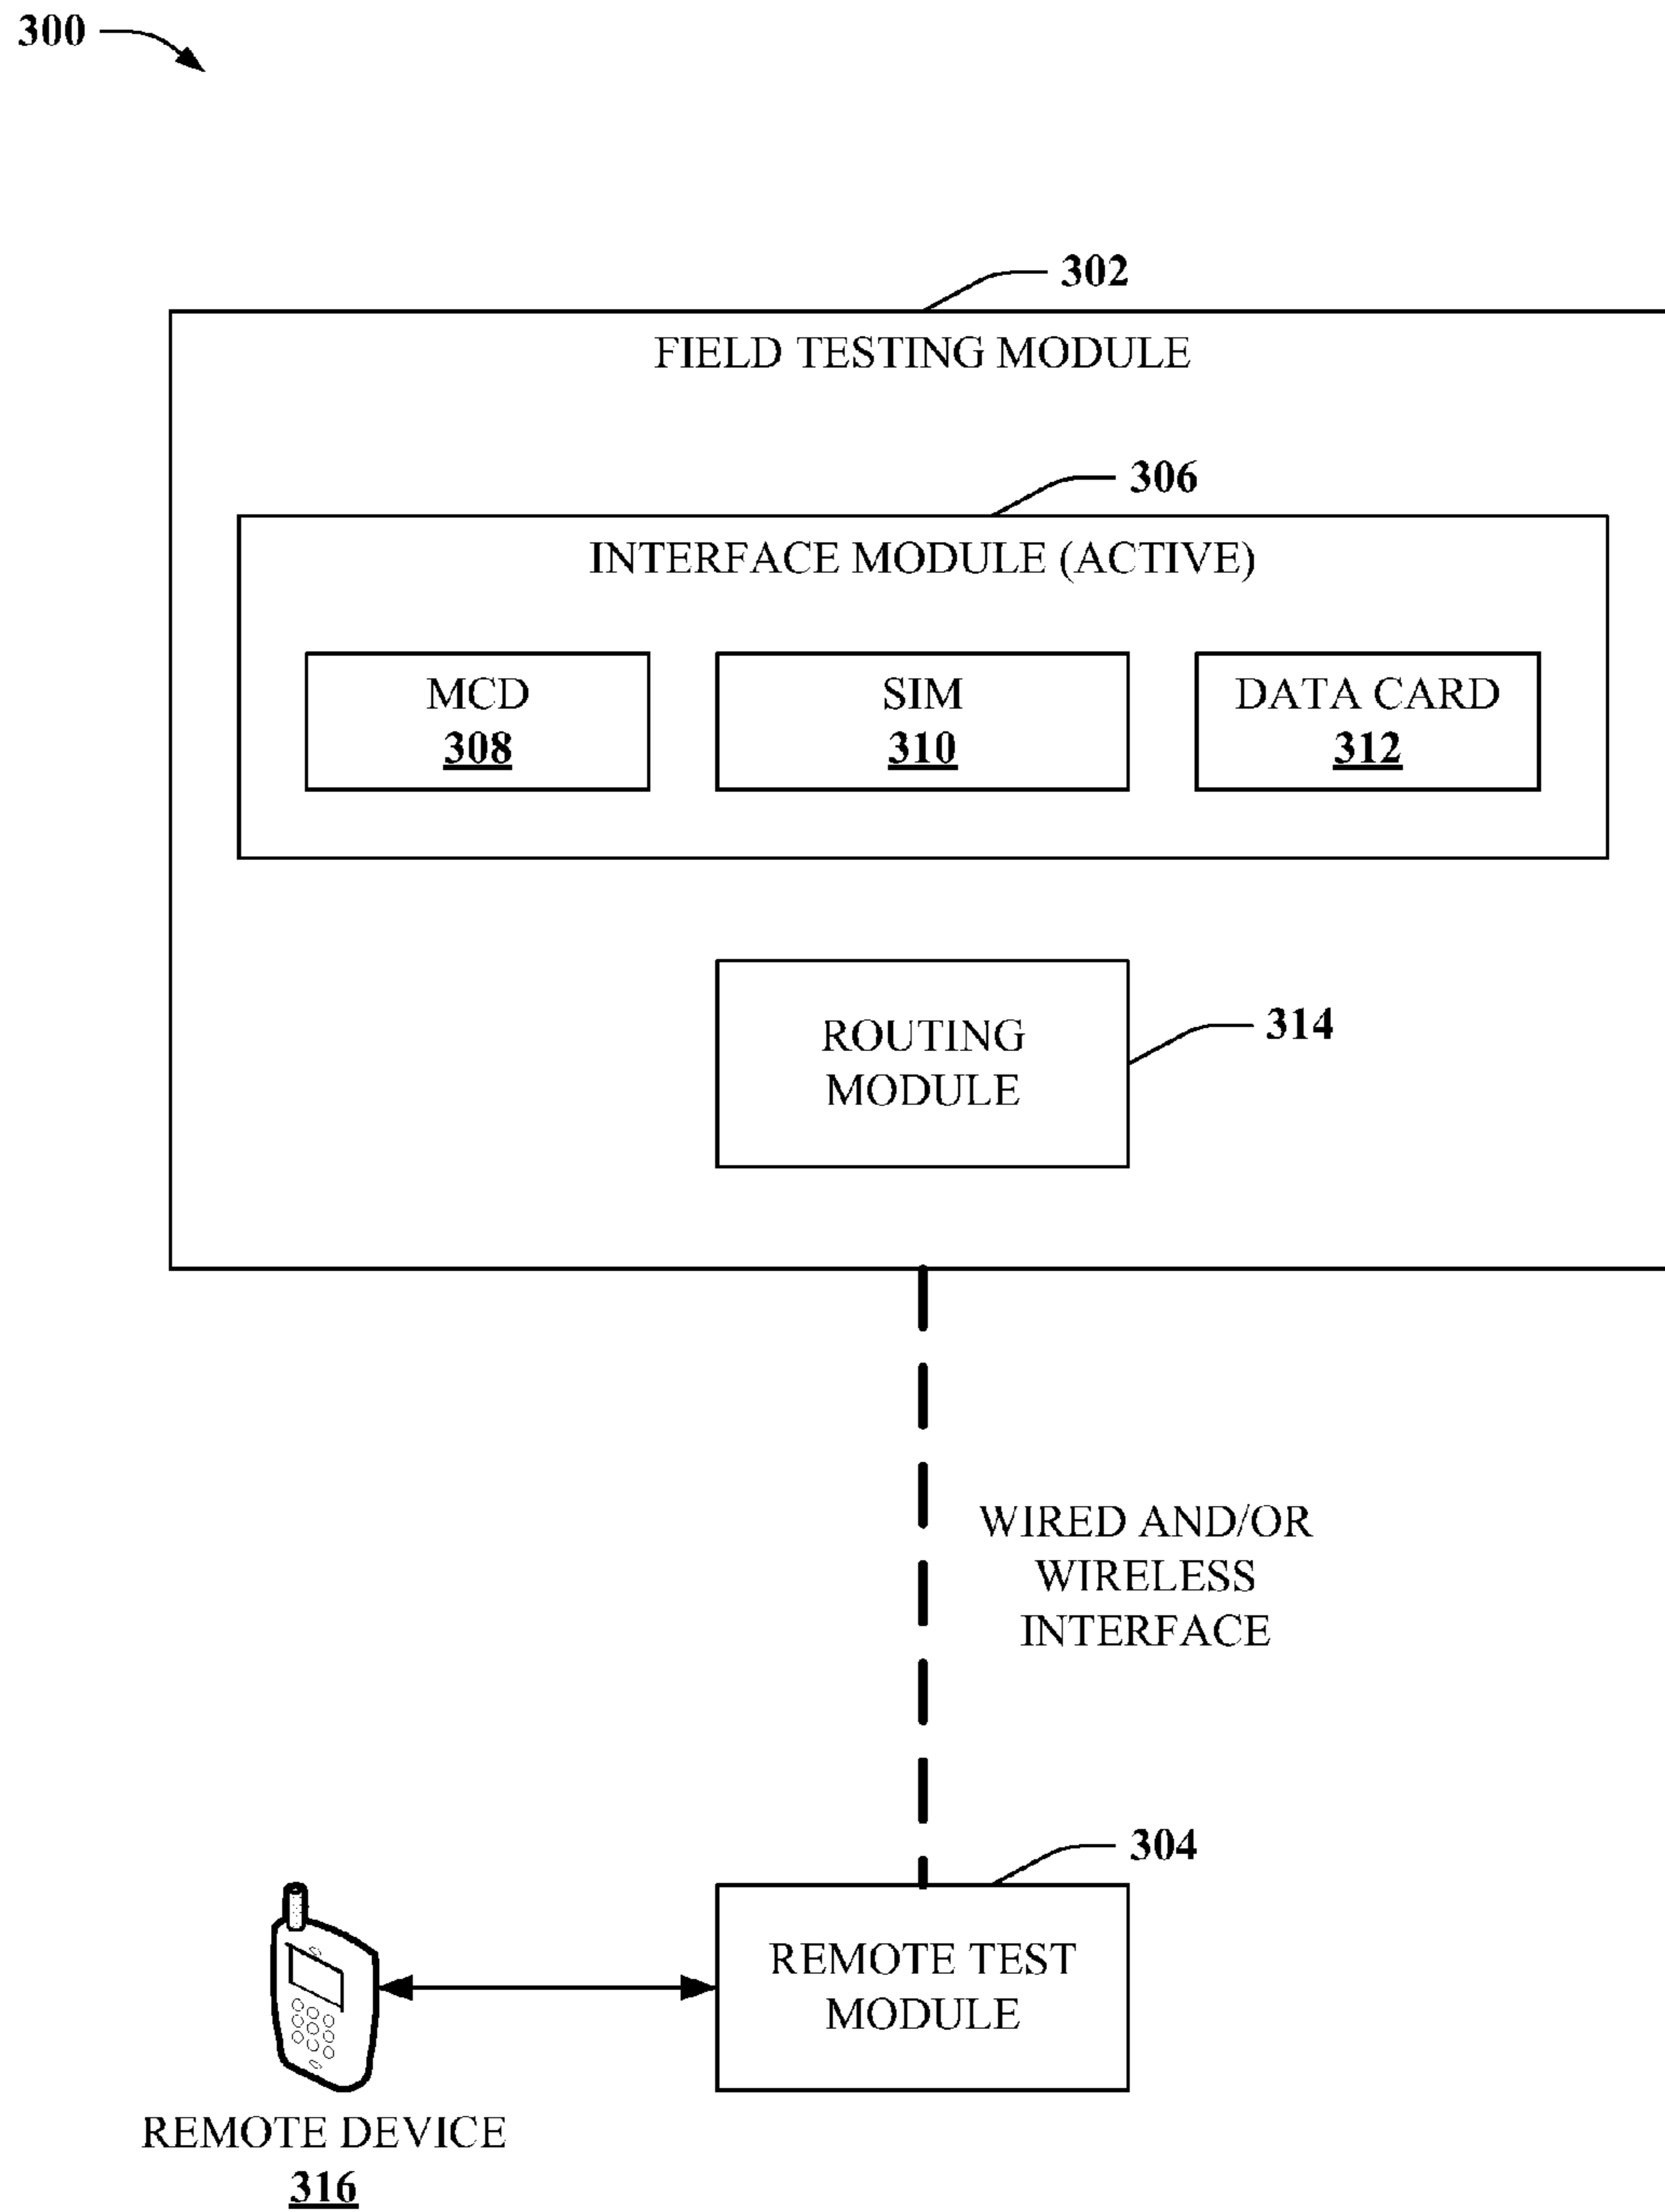 300
302
FIELD TESTING MODULE
306
INTERFACE MODULE (ACTIVE)
MCD
308
SIM
310
DATA CARD
312
ROUTING
MODULE
314
WIRED AND/OR
WIRELESS
INTERFACE
304
REMOTE TEST
MODULE
REMOTE DEVICE
316